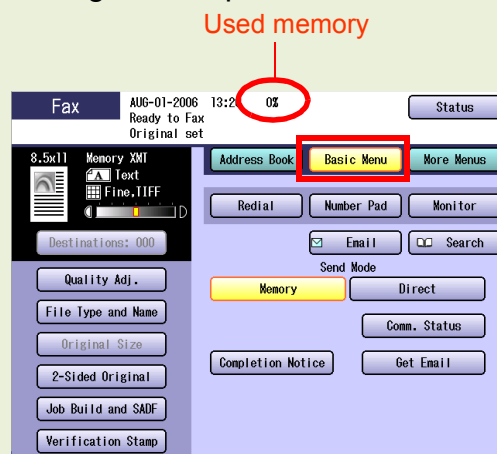 Used memory
Fax
AUG-01-2006 13:2 0%
Ready to Fax
Original set
Status
8.5x11 Memory XMT
A Text
Fine.TIFF
D
Destinations: 000
Quality Adj.
File Type and Name
Original Size
2-Sided Original
Job Build and SADF
Verification Stamp
Address Book Basic Menu More Menus
Redial Number Pad Monitor
Email Search
Send Mode
Memory Direct
Comm. Status
Completion Notice Get Email